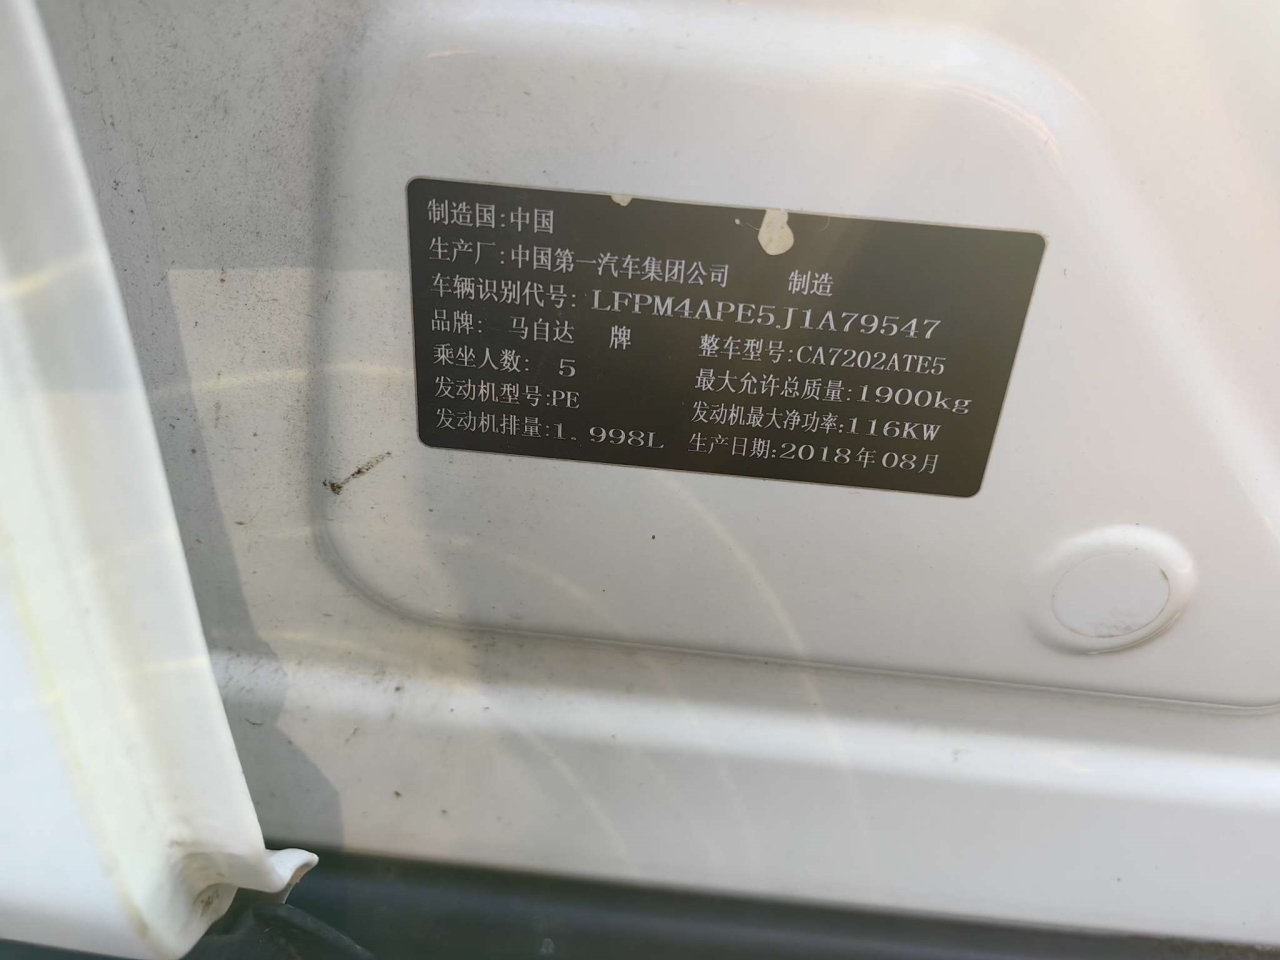 制造国:中国
生产厂:中国第一汽车集团公司 制造
车辆识别代号: LFPM4APE5J1A79547
品牌: 马自达 牌 整车型号:CA7202ATE5
乘坐人数: 5 最大允许总质量:1900kg
发动机型号:PE 发动机最大净功率:116KW
发动机排量:1.998L 生产日期:2018年08月